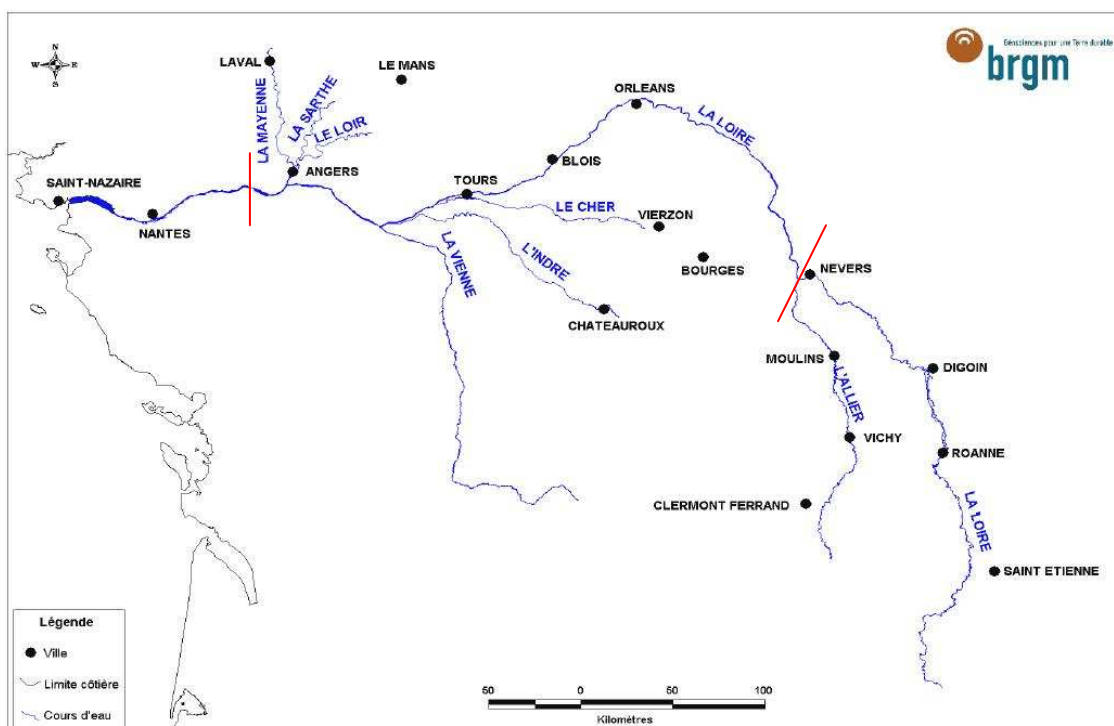 Géosciences pour une Terre durable
brgm
N
W E
S
LAVAL
LE MANS
LA MAYENNE
LA SARTHE
LE LOIR
ORLEANS
LA LOIRE
ANGERS
BLOIS
SAINT-NAZAIRE
TOURS
NANTES
LE CHER
VIERZON
LA VIENNE
L'INDRE
BOURGES
NEVERS
CHATEAUROUX
MOULINS
L'ALLIER
DIGOIN
VICHY
ROANNE
CLERMONT FERRAND
LA LOIRE
SAINT ETIENNE
Légende
Ville
Limite côtière
Cours d'eau
50 0 50 100
Kilométres